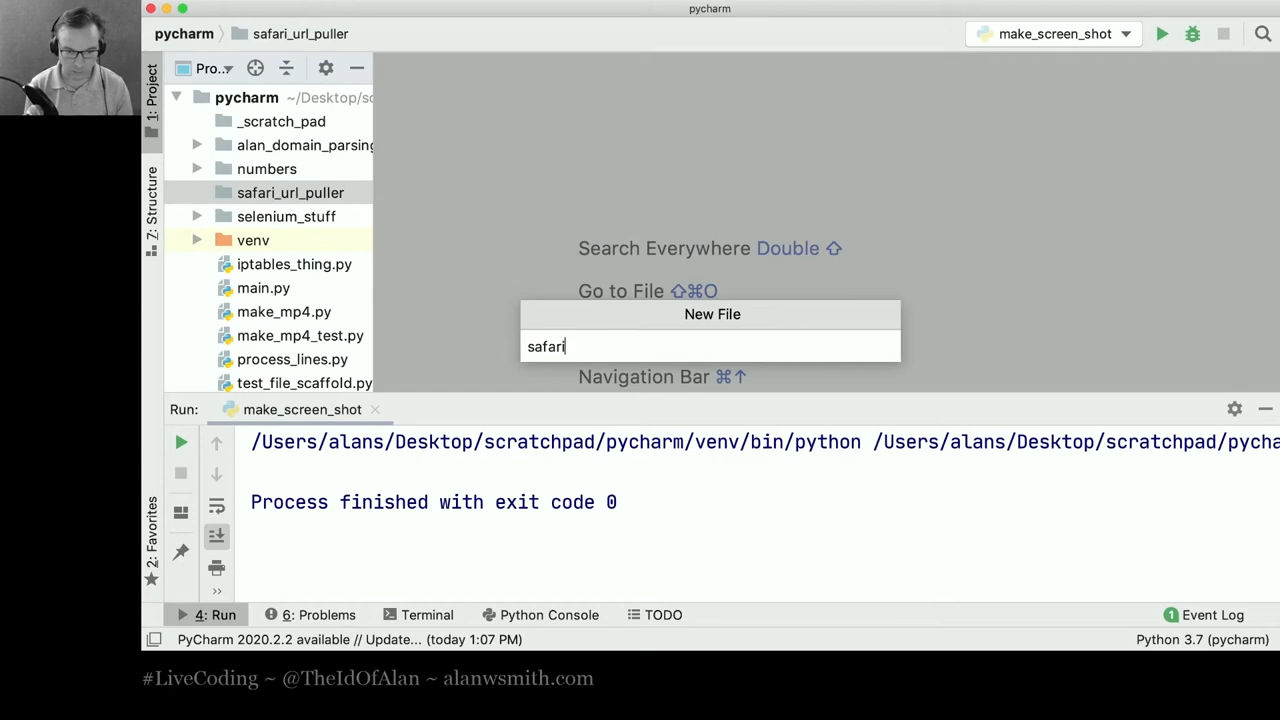 pycharm
pycharm
safari_url_puller
make_screen_shot
1: Project
Pro...
pycharm ~/Desktop/sc
_scratch_pad
alan_domain_parsing
numbers
safari_url_puller
selenium_stuff
venv
iptables_thing.py
main.py
make_mp4.py
make_mp4_test.py
process_lines.py
test_file_scaffold.py
7: Structure
Search Everywhere Double ⇧
Go to File ⇧⌘O
New File
safari
Navigation Bar ⌘↑
Run: make_screen_shot
/Users/alans/Desktop/scratchpad/pycharm/venv/bin/python /Users/alans/Desktop/scratchpad/pycha
Process finished with exit code 0
2: Favorites
4: Run
6: Problems
Terminal
Python Console
TODO
1 Event Log
PyCharm 2020.2.2 available // Update... (today 1:07 PM)
Python 3.7 (pycharm)
#LiveCoding ~ @TheIdOfAlan ~ alanwsmith.com